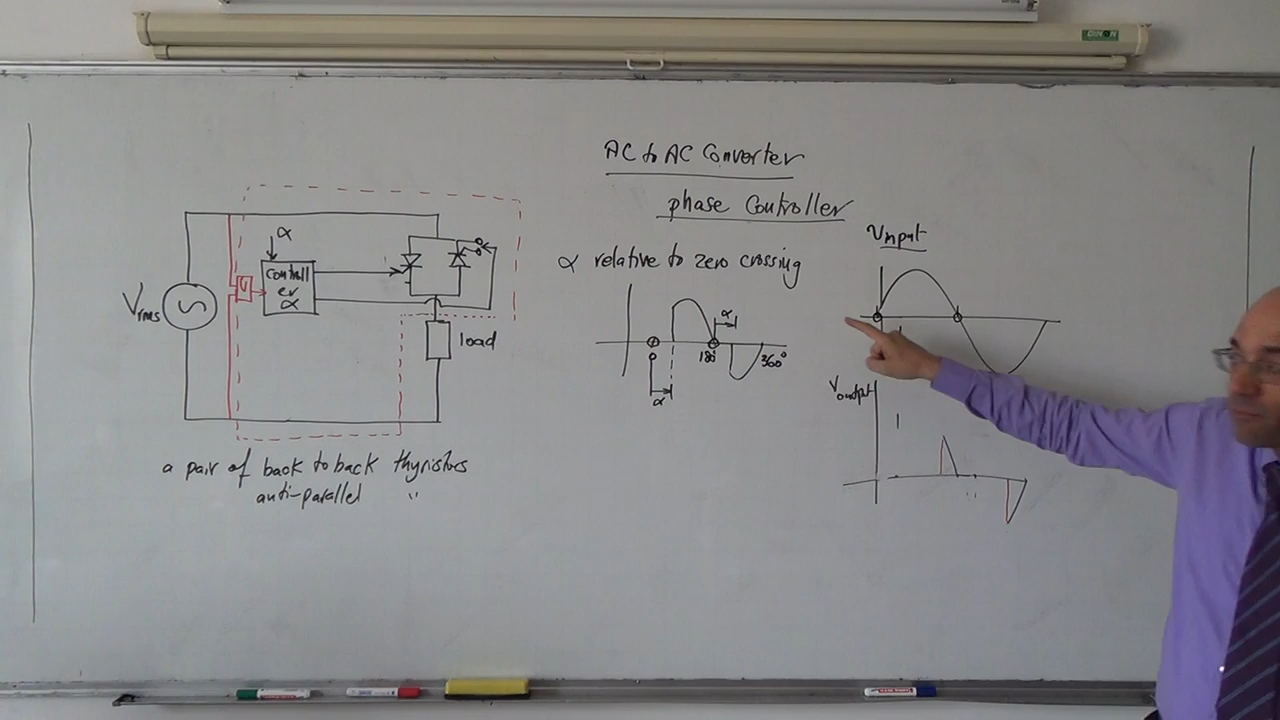 DINON
AC to AC Converter
phase Controller
α relative to zero crossing
Vinput
α
Controll
er
α
Vrms
load
α
180°
360°
α
Voutput
a pair of back to back thyristors
anti-parallel "